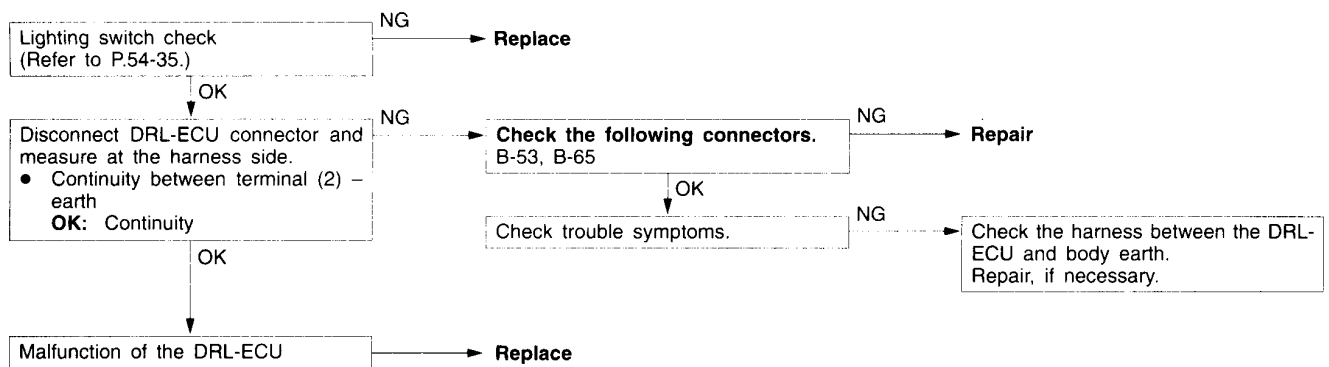 NG
Lighting switch check
Replace
(Refer to P.54-35.)
OK
NG
NG
Disconnect DRL-ECU connector and
Check the following connectors.
Repair
measure at the harness side.
B-53, B-65
● Continuity between terminal (2) –
earth
OK
OK: Continuity
NG
Check trouble symptoms.
Check the harness between the DRL-
ECU and body earth.
Repair, if necessary.
OK
Malfunction of the DRL-ECU
Replace